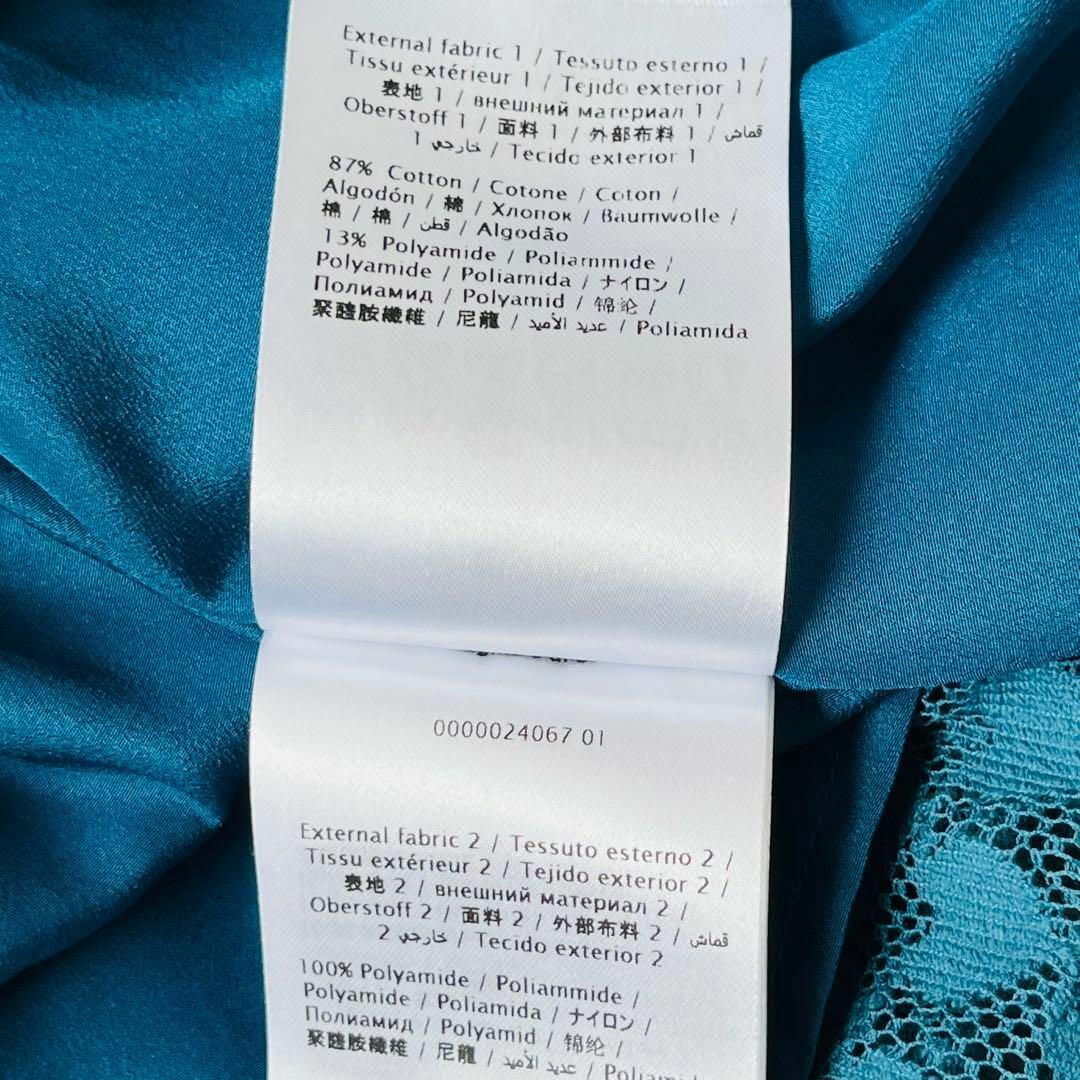 External fabric 1 / Tessuto esterno 1 /
Tissu extérieur 1 / Tejido exterior 1 /
表地 1 / внешний материал 1 /
Oberstoff 1 / 面料 1 / 外部布料 1 / قماش
خارجي 1 / Tecido exterior 1
87% Cotton / Cotone / Coton /
Algodón / 綿 / Хлопок / Baumwolle /
棉 / 棉 / قطن / Algodão
13% Polyamide / Poliammide /
Polyamide / Poliamida / ナイロン /
Полиамид / Polyamid / 锦纶 /
聚醯胺纖維 / 尼龍 / عديد الأميد / Poliamida
0000024067 01
External fabric 2 / Tessuto esterno 2 /
Tissu extérieur 2 / Tejido exterior 2 /
表地 2 / внешний материал 2 /
Oberstoff 2 / 面料 2 / 外部布料 2 / قماش
خارجي 2 / Tecido exterior 2
100% Polyamide / Poliammide /
Polyamide / Poliamida / ナイロン /
Полиамид / Polyamid / 锦纶 /
聚醯胺纖維 / 尼龍 / عديد الأميد /